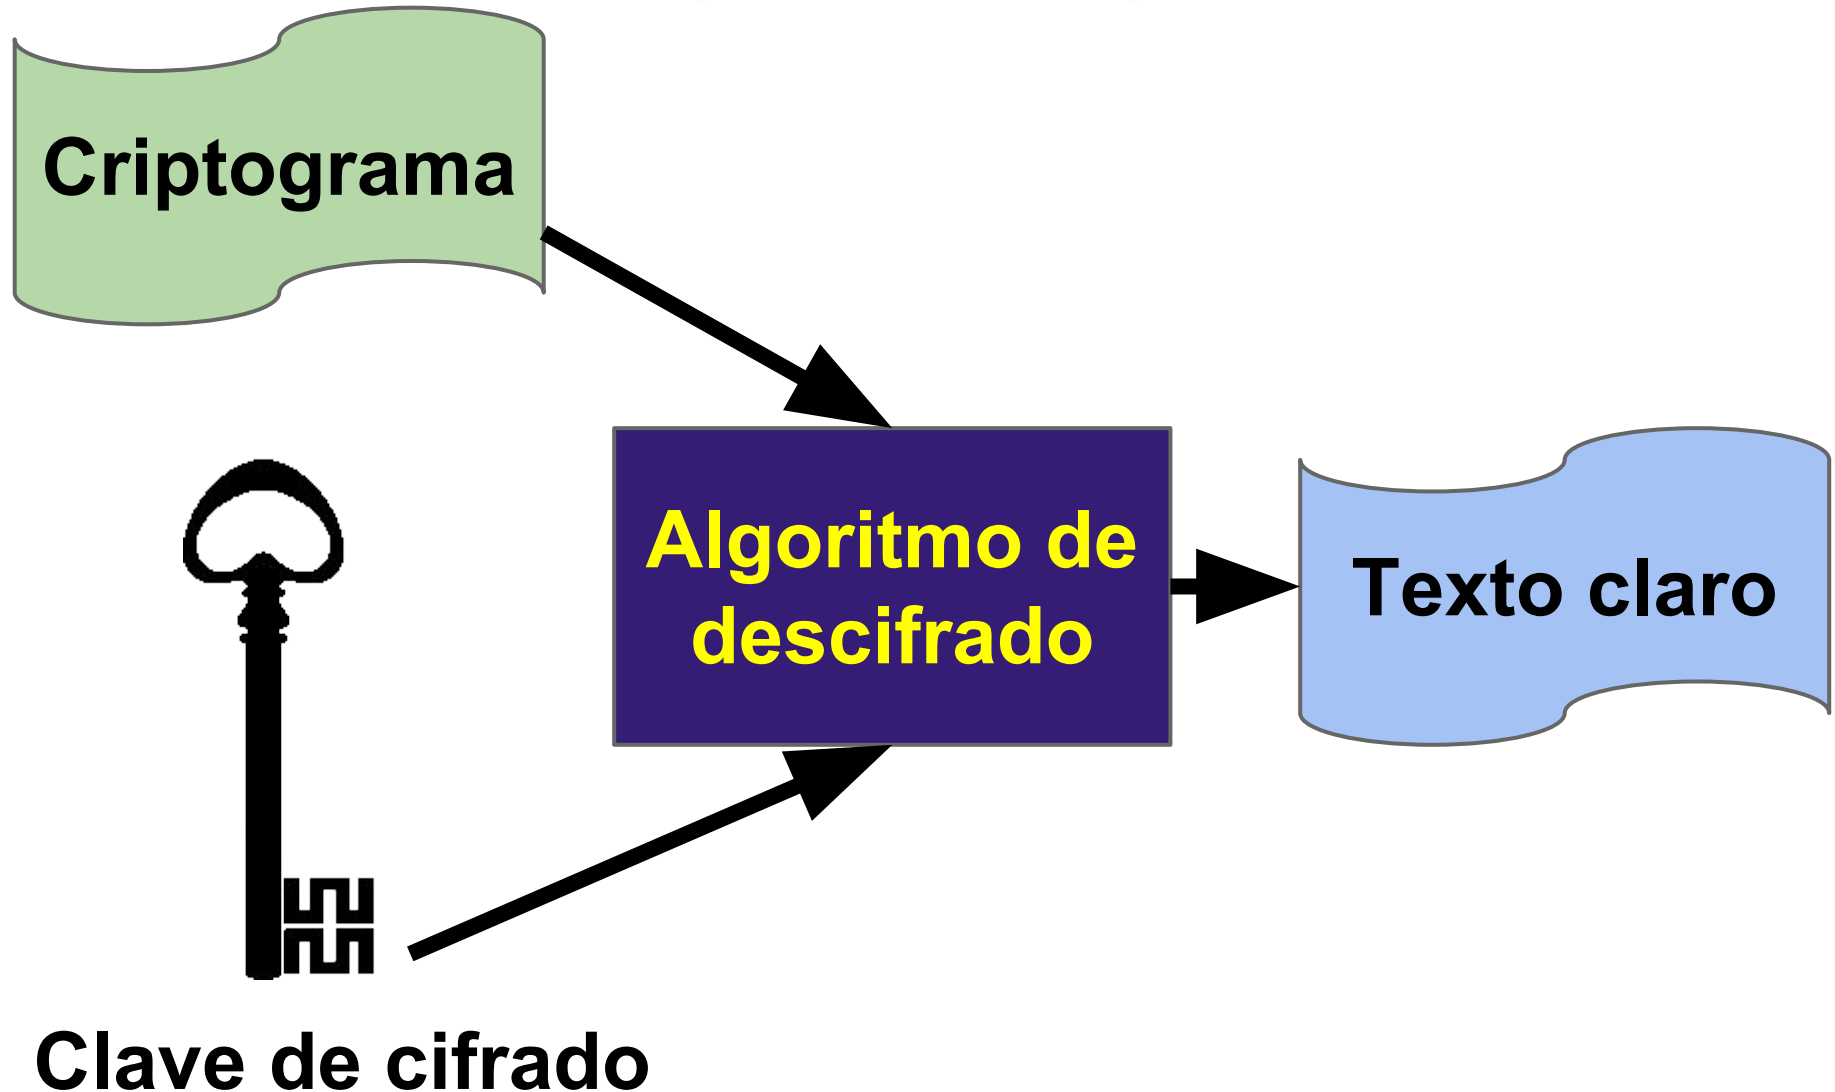 Criptograma
Algoritmo de
descifrado
Texto claro
Clave de cifrado